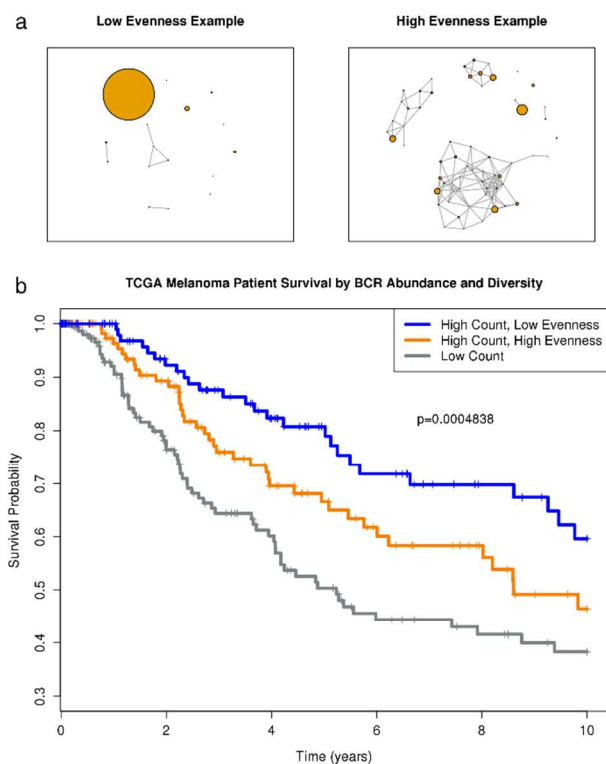 a
Low Evenness Example
High Evenness Example
b
TCGA Melanoma Patient Survival by BCR Abundance and Diversity
High Count, Low Evenness
High Count, High Evenness
Low Count
p=0.0004838
Survival Probability
1.0
0.9
0.8
0.7
0.6
0.5
0.4
0.3
0 2 4 6 8 10
Time (years)